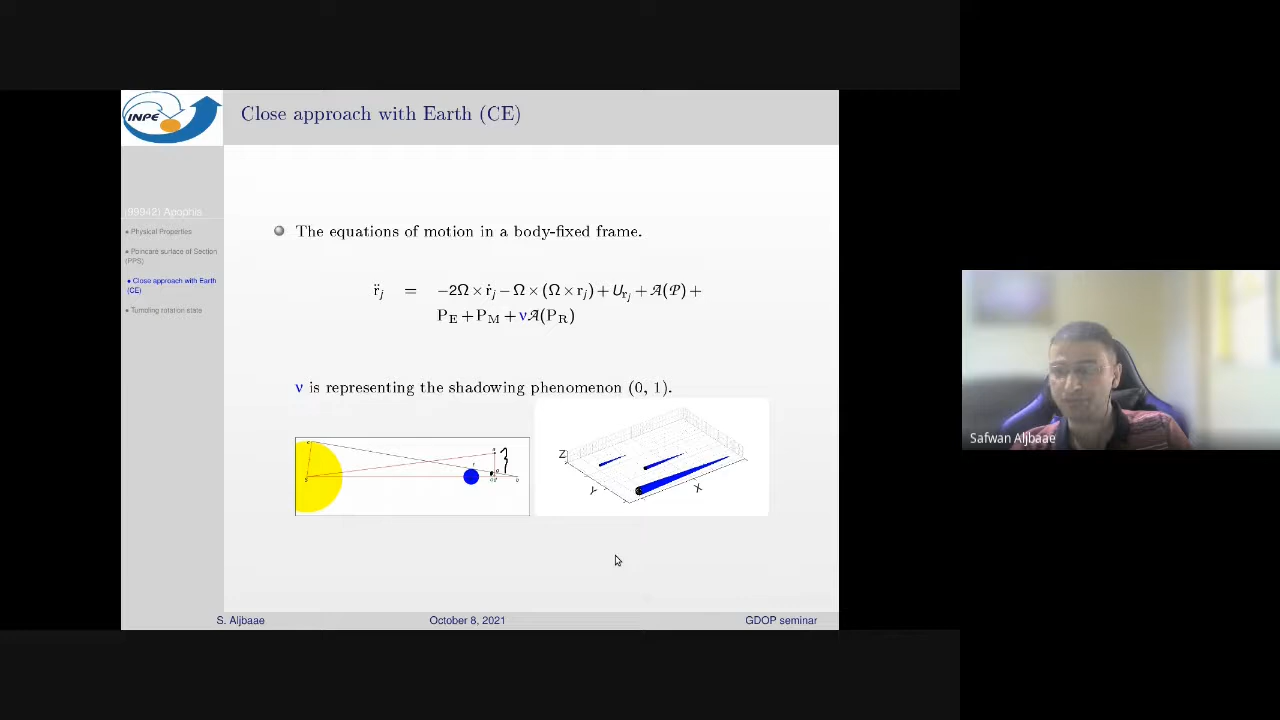 INPE
Close approach with Earth (CE)
(99942) Apophis
• Physical Properties
• Poincare surface of Section
(PPS)
• Close approach with Earth
(CE)
• Tumbling rotation state
The equations of motion in a body-fixed frame.
r̈ⱼ = −2Ω × ṙⱼ − Ω × (Ω × rⱼ) + U_rⱼ + 𝒜(𝒫) +
P_E + P_M + ν𝒜(P_R)
ν is representing the shadowing phenomenon (0, 1).
Z
Y
X
Safwan Aljbaae
S. Aljbaae October 8, 2021 GDOP seminar